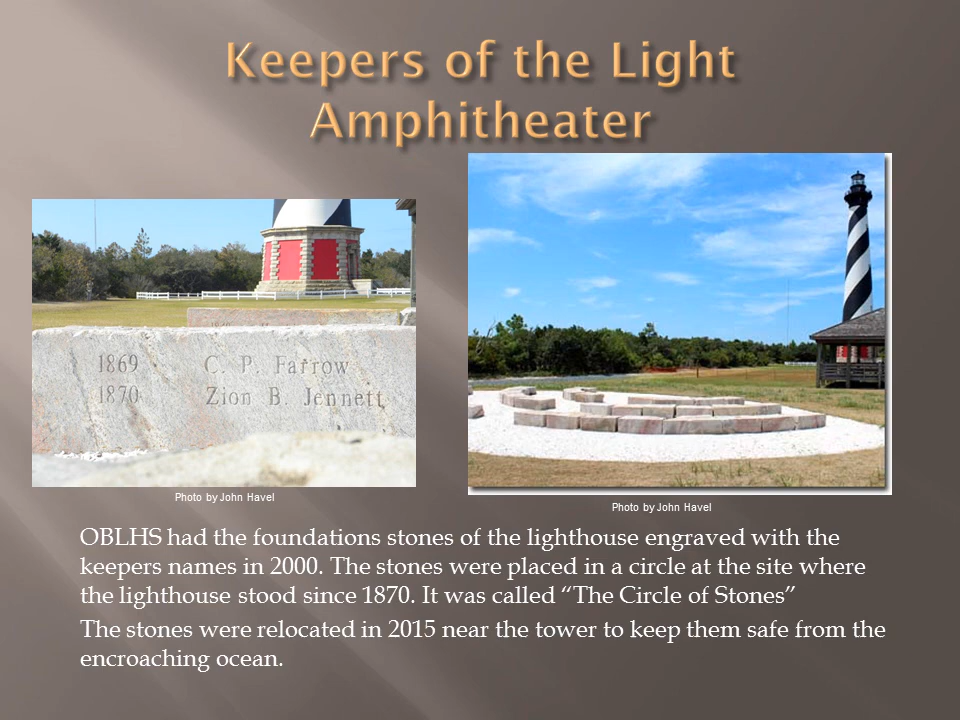 Keepers of the Light
Amphitheater
1869 C. P. Farrow
1870 Zion B. Jennett
Photo by John Havel
Photo by John Havel
OBLHS had the foundations stones of the lighthouse engraved with the
keepers names in 2000. The stones were placed in a circle at the site where
the lighthouse stood since 1870. It was called “The Circle of Stones”
The stones were relocated in 2015 near the tower to keep them safe from the
encroaching ocean.